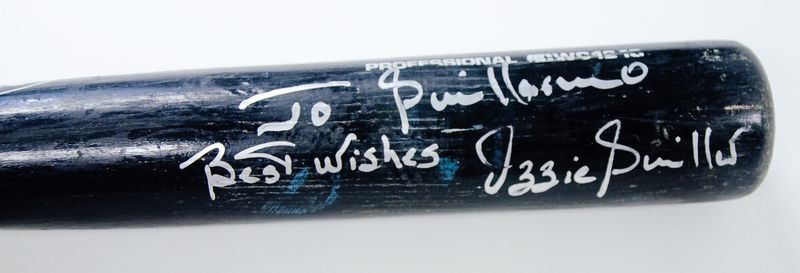 PROFESSIONAL
To Guillermo
Best Wishes
Ozzie Guillen